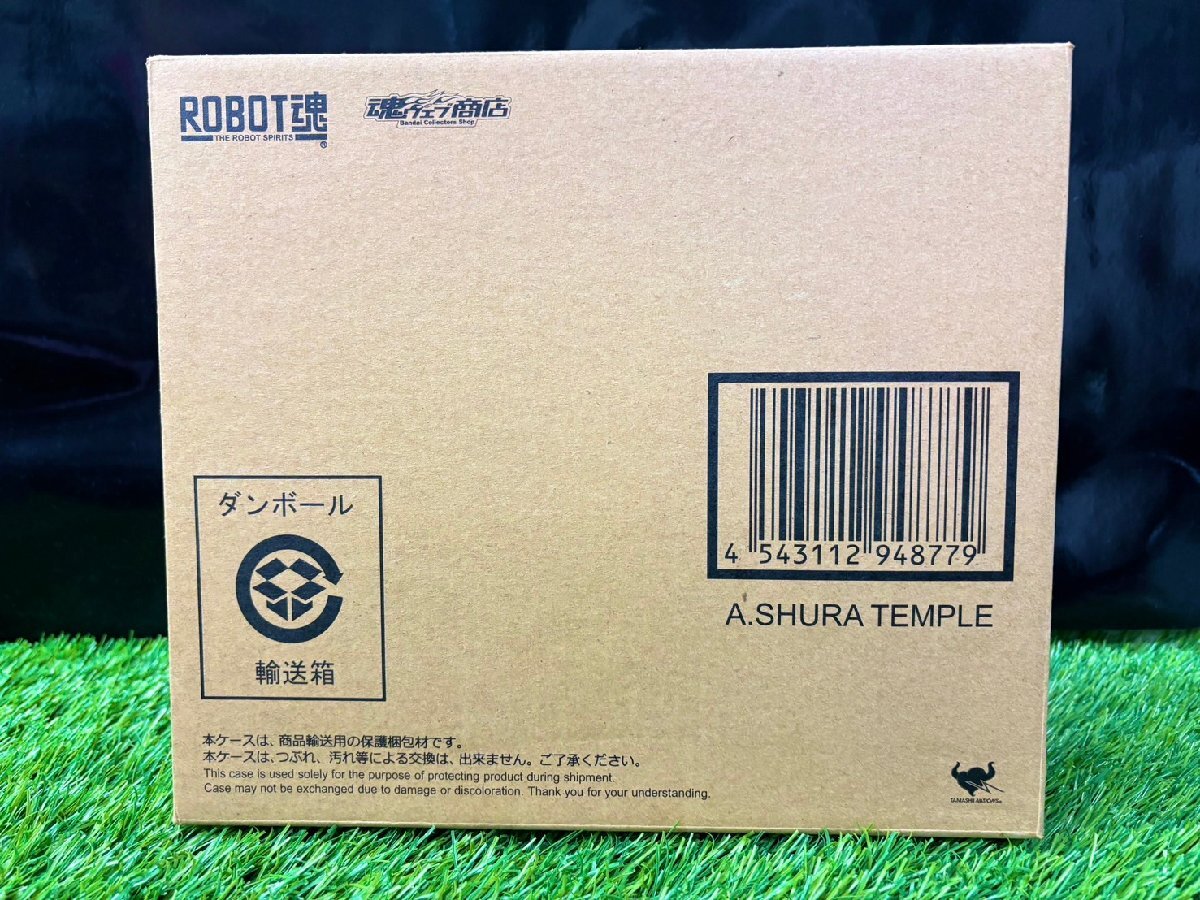 ROBOT魂
THE ROBOT SPIRITS
®
魂ウェブ商店
Bandai Collectors Shop
4 543112 948779
A.SHURA TEMPLE
ダンボール
輸送箱
本ケースは、商品輸送用の保護梱包材です。
本ケースは、つぶれ、汚れ等による交換は、出来ません。ご了承ください。
This case is used solely for the purpose of protecting product during shipment.
Case may not be exchanged due to damage or discoloration. Thank you for your understanding.
TAMASHII NATIONS